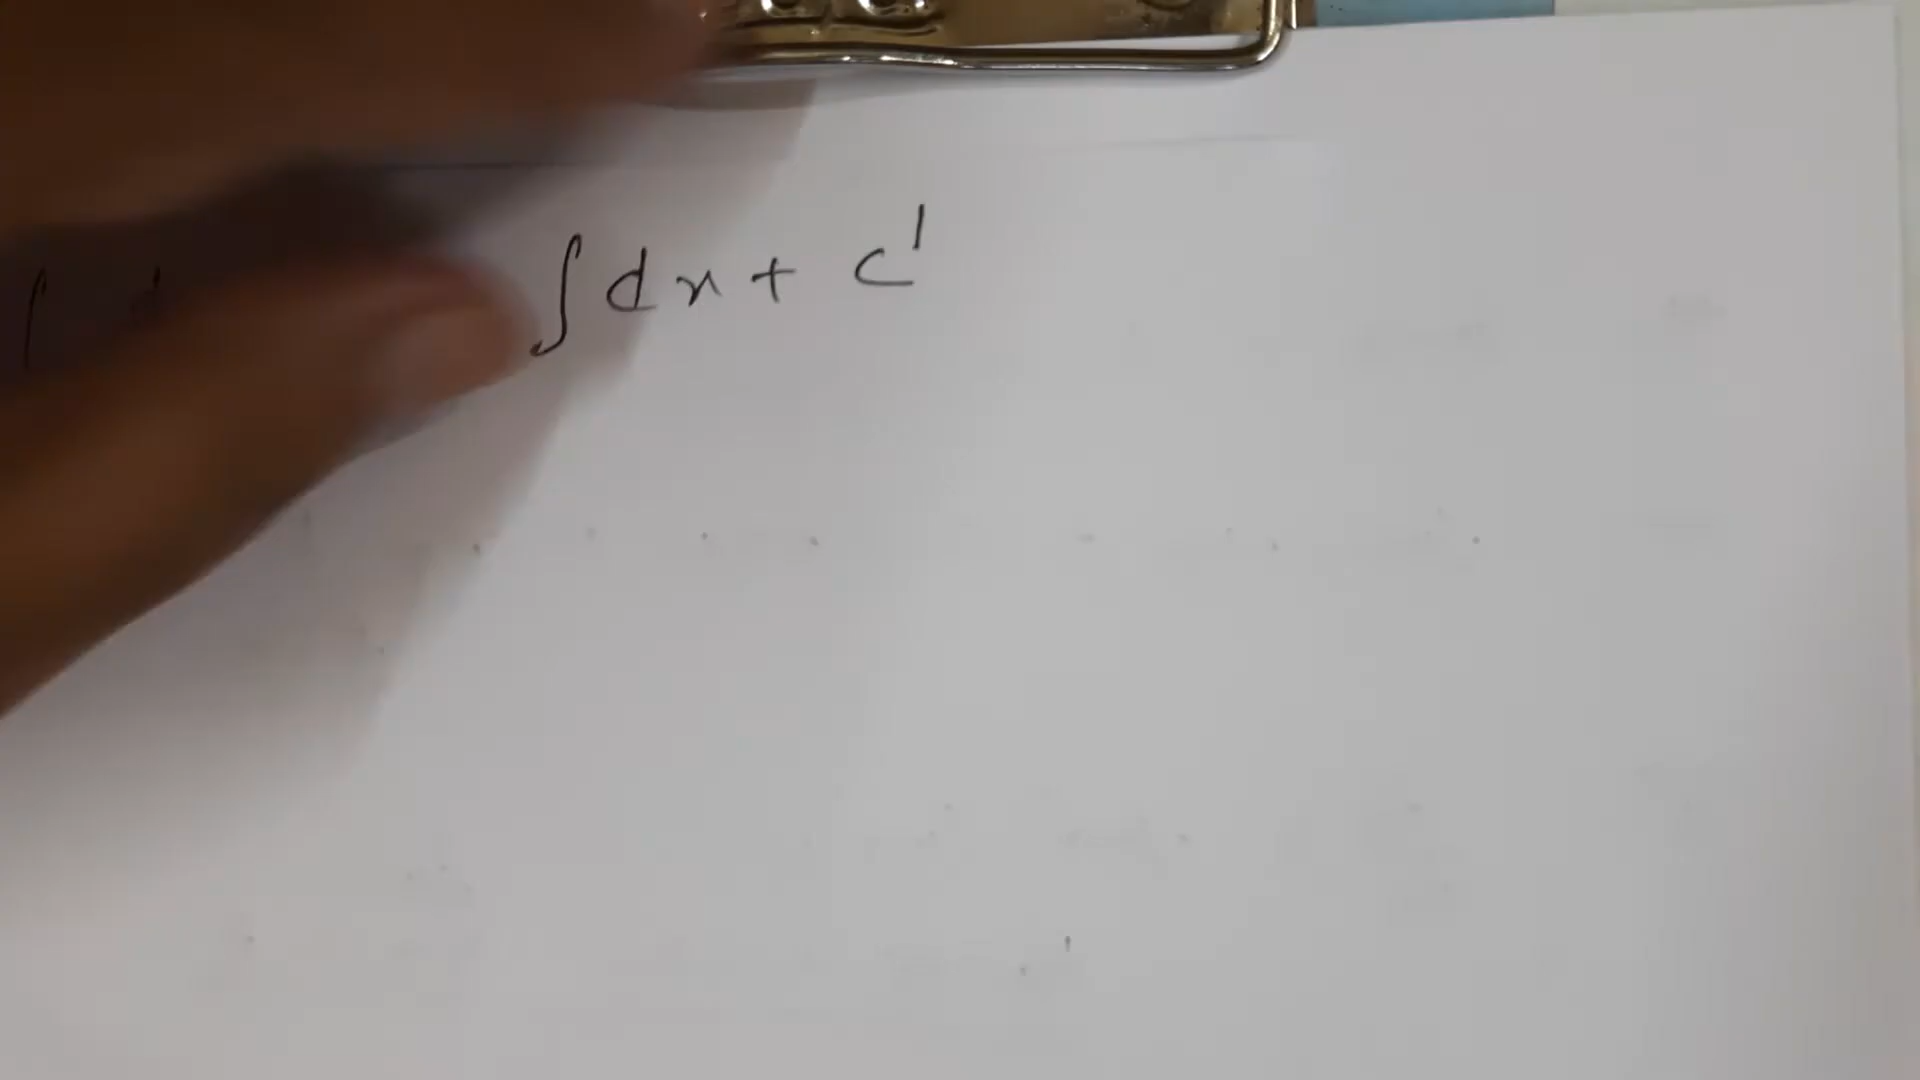 ∫ d ∫ dx + c'